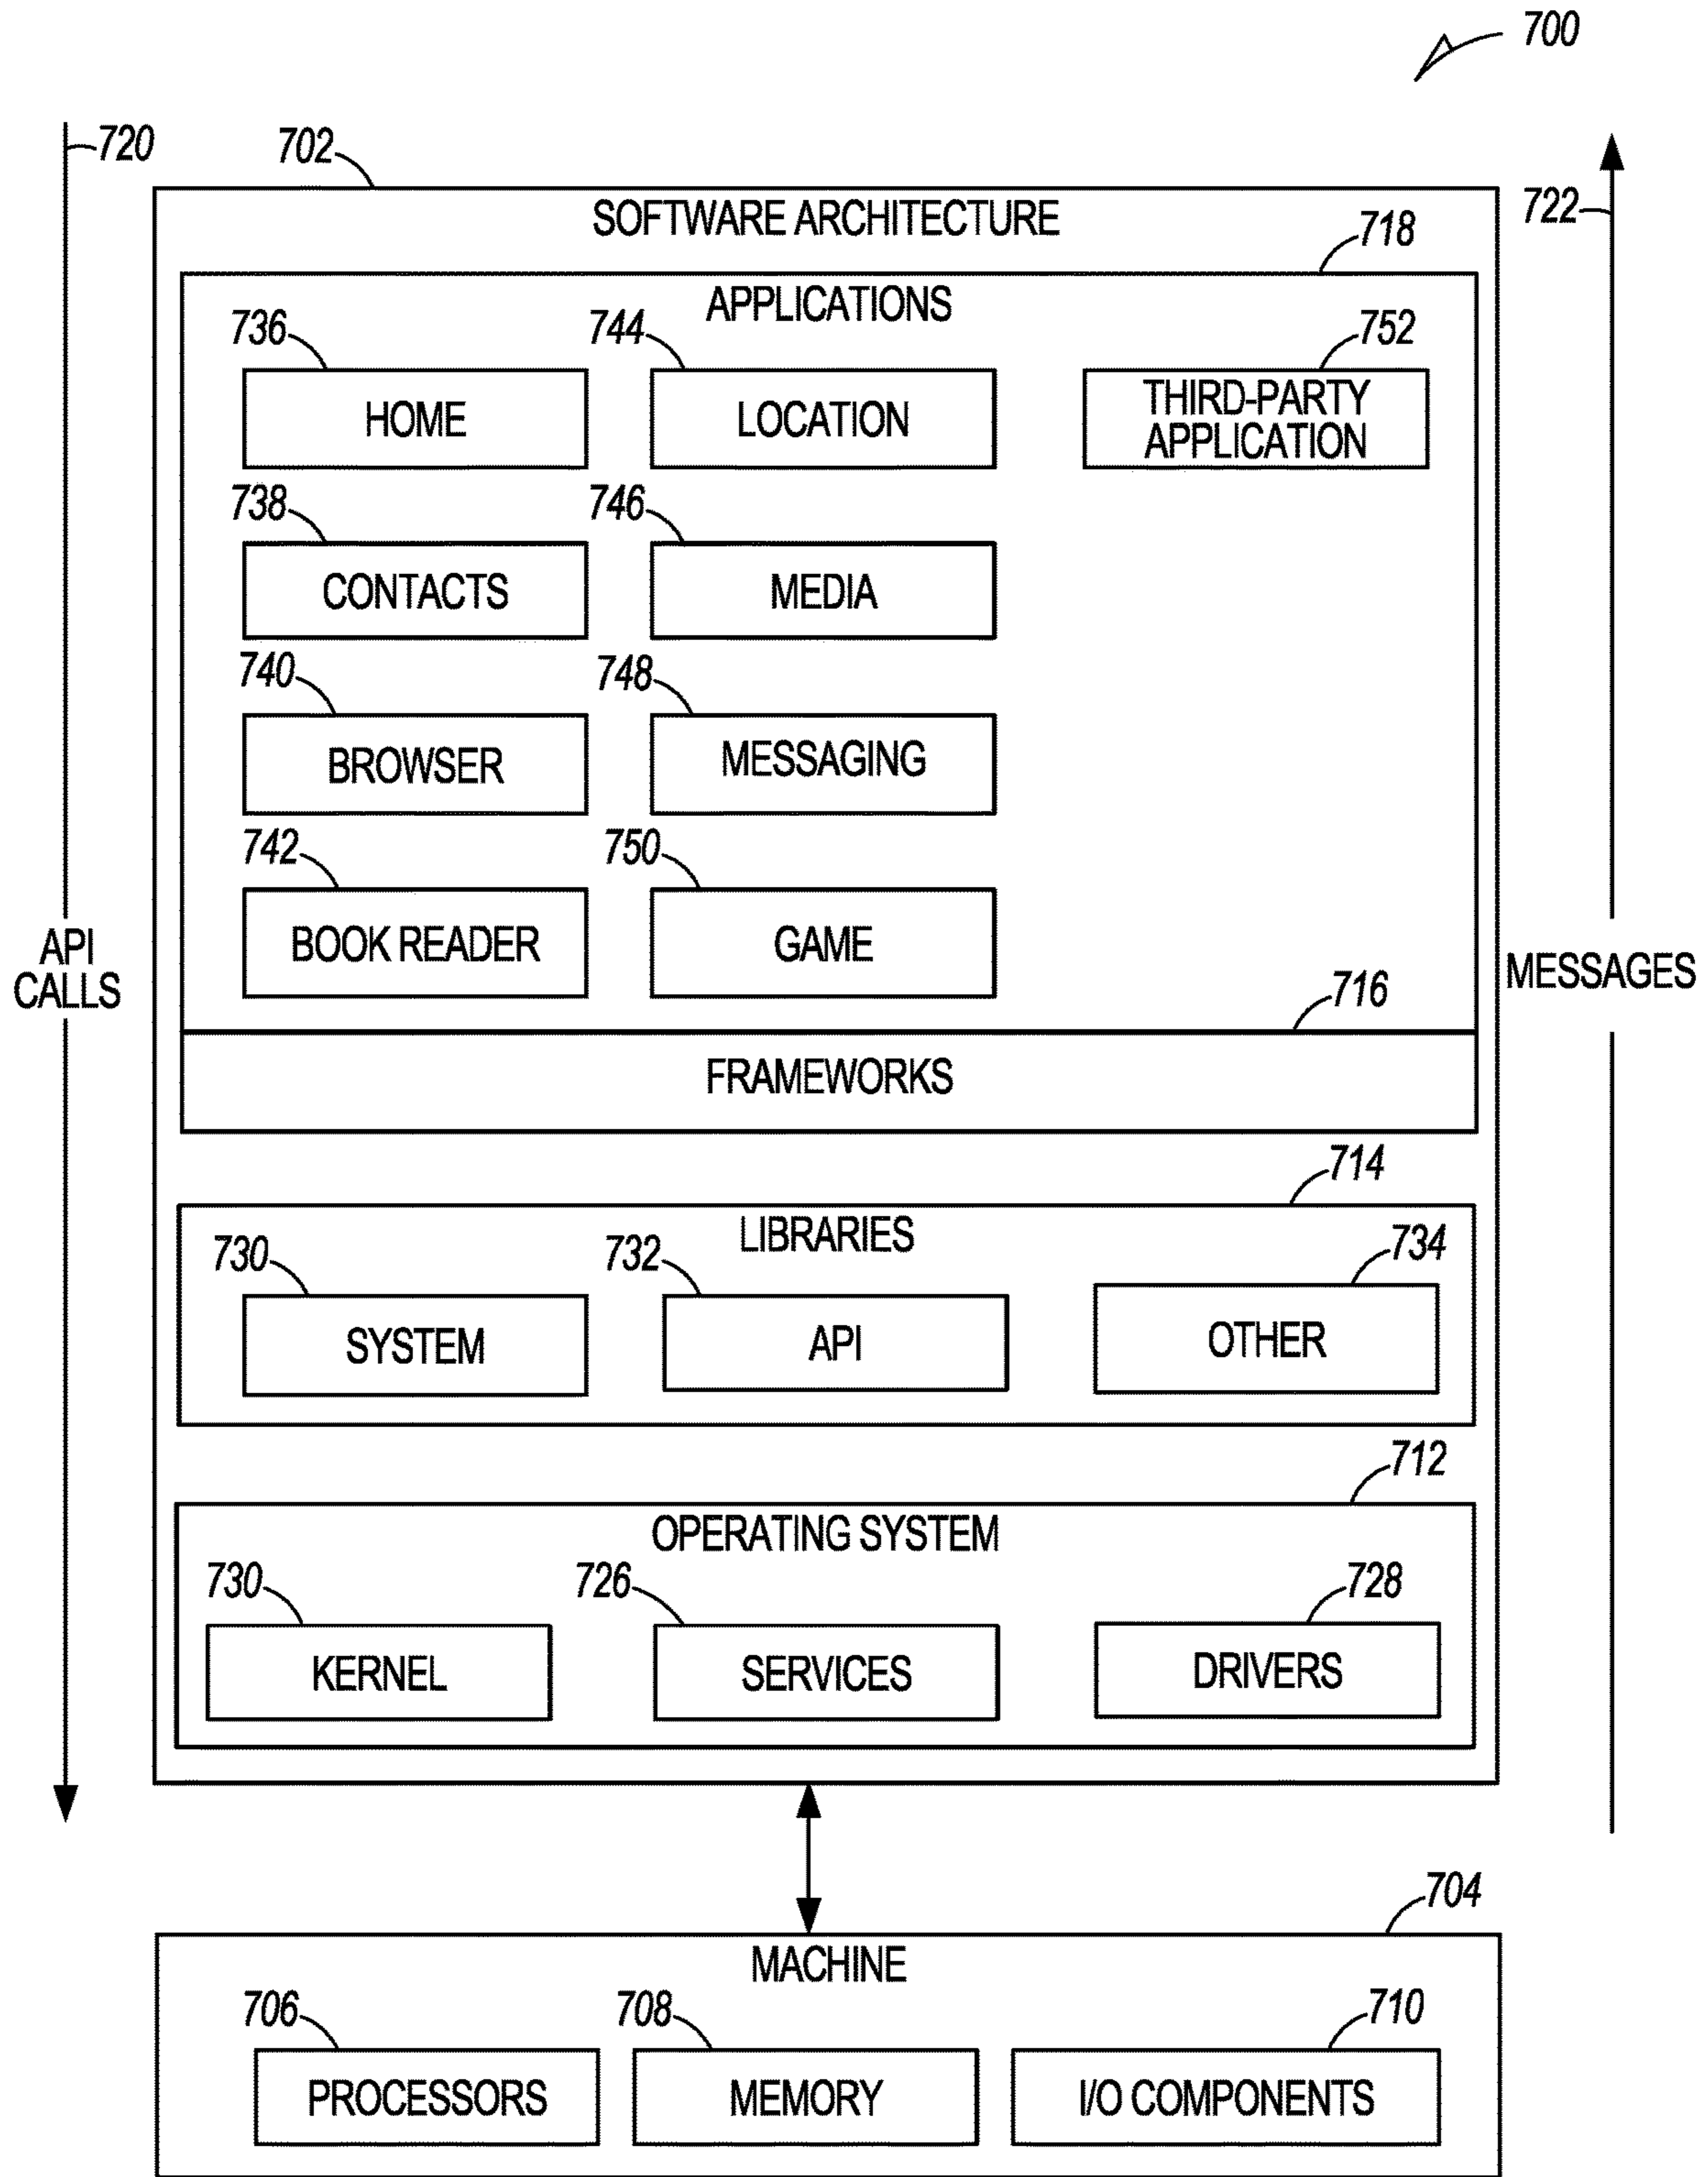 700
720
702
SOFTWARE ARCHITECTURE
722
718
APPLICATIONS
736
744
752
HOME
LOCATION
THIRD-PARTY
APPLICATION
738
746
CONTACTS
MEDIA
740
748
BROWSER
MESSAGING
742
750
BOOK READER
GAME
API
CALLS
MESSAGES
716
FRAMEWORKS
714
LIBRARIES
730
732
734
SYSTEM
API
OTHER
712
OPERATING SYSTEM
730
726
728
KERNEL
SERVICES
DRIVERS
704
MACHINE
706
708
710
PROCESSORS
MEMORY
I/O COMPONENTS